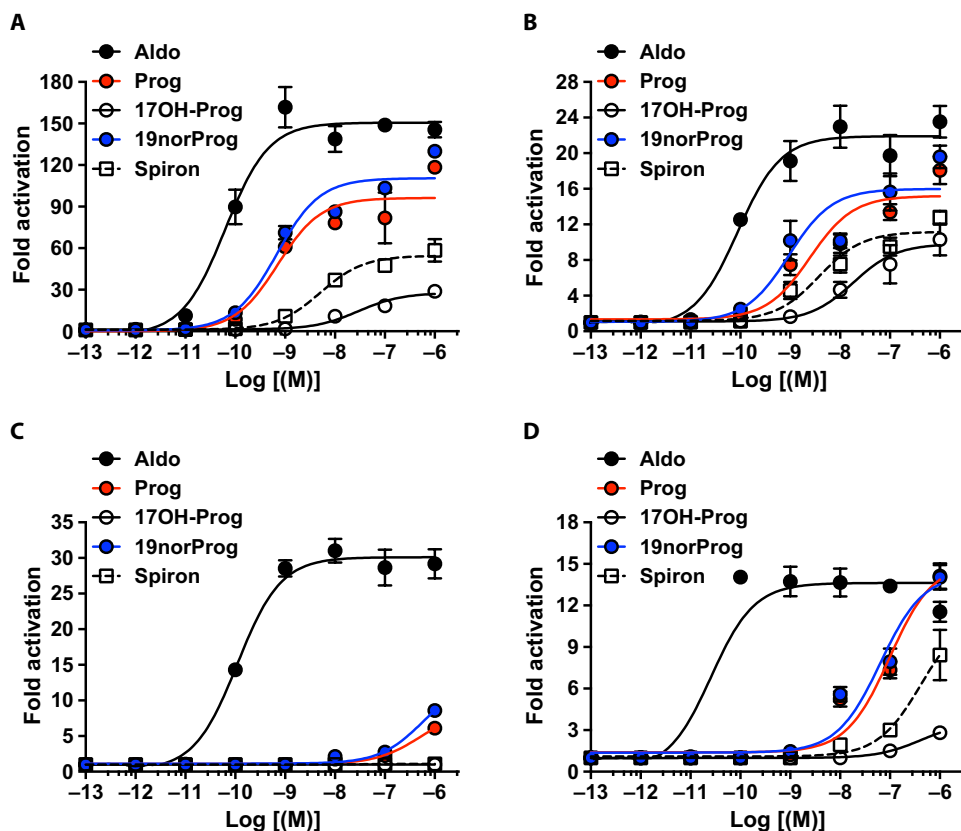 A
Aldo
Prog
17OH-Prog
19norProg
Spiron
180
150
120
90
60
30
0
Fold activation
–13 –12 –11 –10 –9 –8 –7 –6
Log [(M)]
B
Aldo
Prog
17OH-Prog
19norProg
Spiron
28
24
20
16
12
8
4
0
Fold activation
–13 –12 –11 –10 –9 –8 –7 –6
Log [(M)]
C
Aldo
Prog
17OH-Prog
19norProg
Spiron
35
30
25
20
15
10
5
0
Fold activation
–13 –12 –11 –10 –9 –8 –7 –6
Log [(M)]
D
Aldo
Prog
17OH-Prog
19norProg
Spiron
18
15
12
9
6
3
0
Fold activation
–13 –12 –11 –10 –9 –8 –7 –6
Log [(M)]